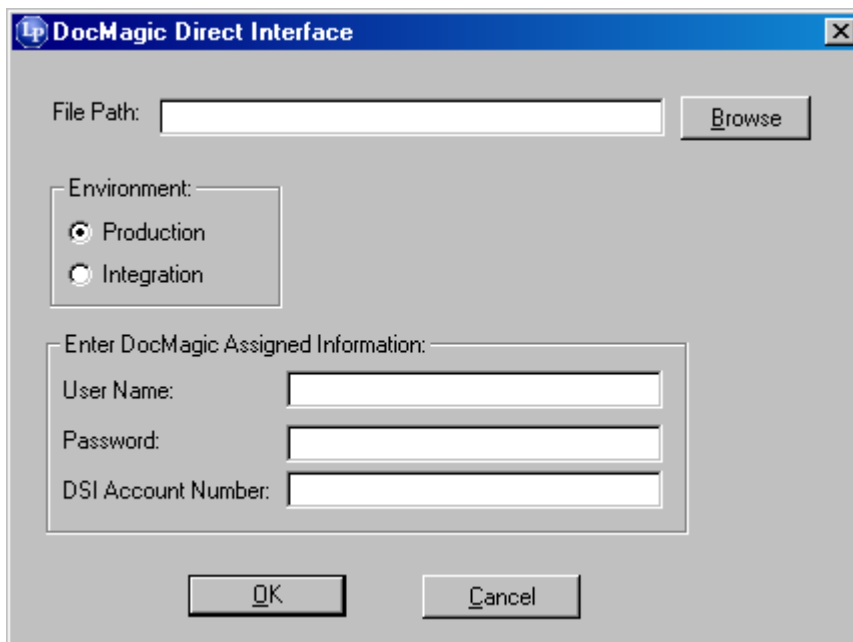 LP DocMagic Direct Interface
File Path:
Browse
Environment:
Production
Integration
Enter DocMagic Assigned Information:
User Name:
Password:
DSI Account Number:
OK
Cancel